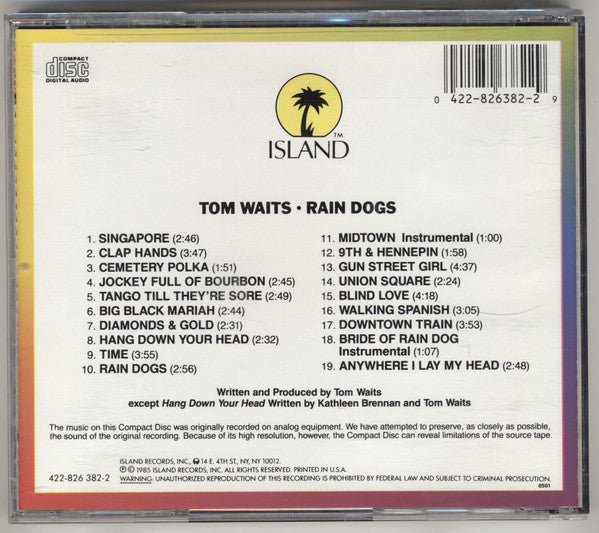 COMPACT
disc
DIGITAL AUDIO
0 422-826382-2 9
TM
ISLAND
TOM WAITS • RAIN DOGS
1. SINGAPORE (2:46)
2. CLAP HANDS (3:47)
3. CEMETERY POLKA (1:51)
4. JOCKEY FULL OF BOURBON (2:45)
5. TANGO TILL THEY'RE SORE (2:49)
6. BIG BLACK MARIAH (2:44)
7. DIAMONDS & GOLD (2:31)
8. HANG DOWN YOUR HEAD (2:32)
9. TIME (3:55)
10. RAIN DOGS (2:56)
11. MIDTOWN Instrumental (1:00)
12. 9TH & HENNEPIN (1:58)
13. GUN STREET GIRL (4:37)
14. UNION SQUARE (2:24)
15. BLIND LOVE (4:18)
16. WALKING SPANISH (3:05)
17. DOWNTOWN TRAIN (3:53)
18. BRIDE OF RAIN DOG
Instrumental (1:07)
19. ANYWHERE I LAY MY HEAD (2:48)
Written and Produced by Tom Waits
except Hang Down Your Head Written by Kathleen Brennan and Tom Waits
The music on this Compact Disc was originally recorded on analog equipment. We have attempted to preserve, as closely as possible,
the sound of the original recording. Because of its high resolution, however, the Compact Disc can reveal limitations of the source tape.
ISLAND RECORDS, INC., 14 E. 4TH ST., NY, NY 10012.
℗ © 1985 ISLAND RECORDS, INC. ALL RIGHTS RESERVED. PRINTED IN U.S.A.
422-826 382-2 WARNING: UNAUTHORIZED REPRODUCTION OF THIS RECORDING IS PROHIBITED BY FEDERAL LAW AND SUBJECT TO CRIMINAL PROSECUTION.
0501